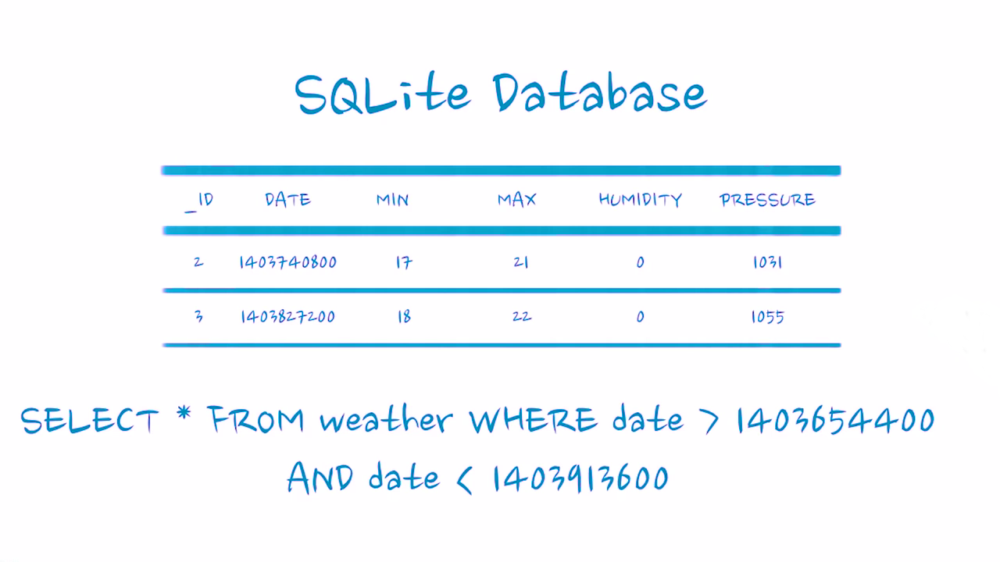 SQLite Database
_ID DATE MIN MAX HUMIDITY PRESSURE
2 1403740800 17 21 0 1031
3 1403827200 18 22 0 1055
SELECT * FROM weather WHERE date > 1403654400
AND date < 1403913600